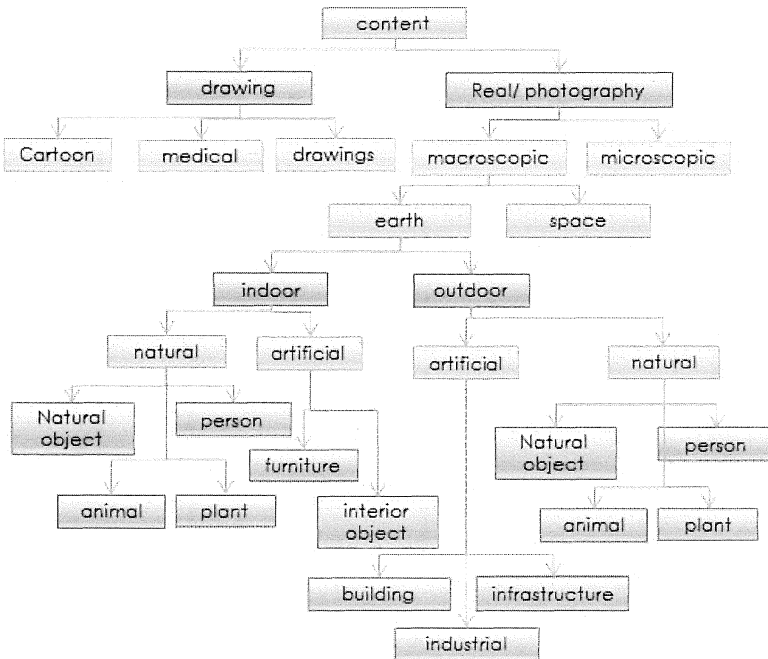 content
drawing
Real/ photography
Cartoon
medical
drawings
macroscopic
microscopic
earth
space
indoor
outdoor
natural
artificial
artificial
natural
Natural
object
person
furniture
animal
plant
interior
object
Natural
object
person
animal
plant
building
infrastructure
industrial